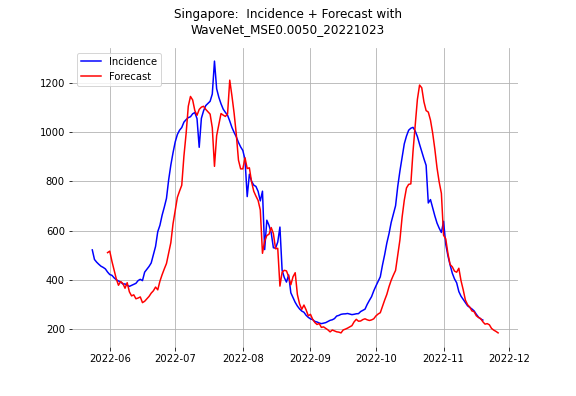 Singapore:  Incidence + Forecast with
WaveNet_MSE0.0050_20221023
Incidence
Forecast
1200
1000
800
600
400
200
2022-06 2022-07 2022-08 2022-09 2022-10 2022-11 2022-12